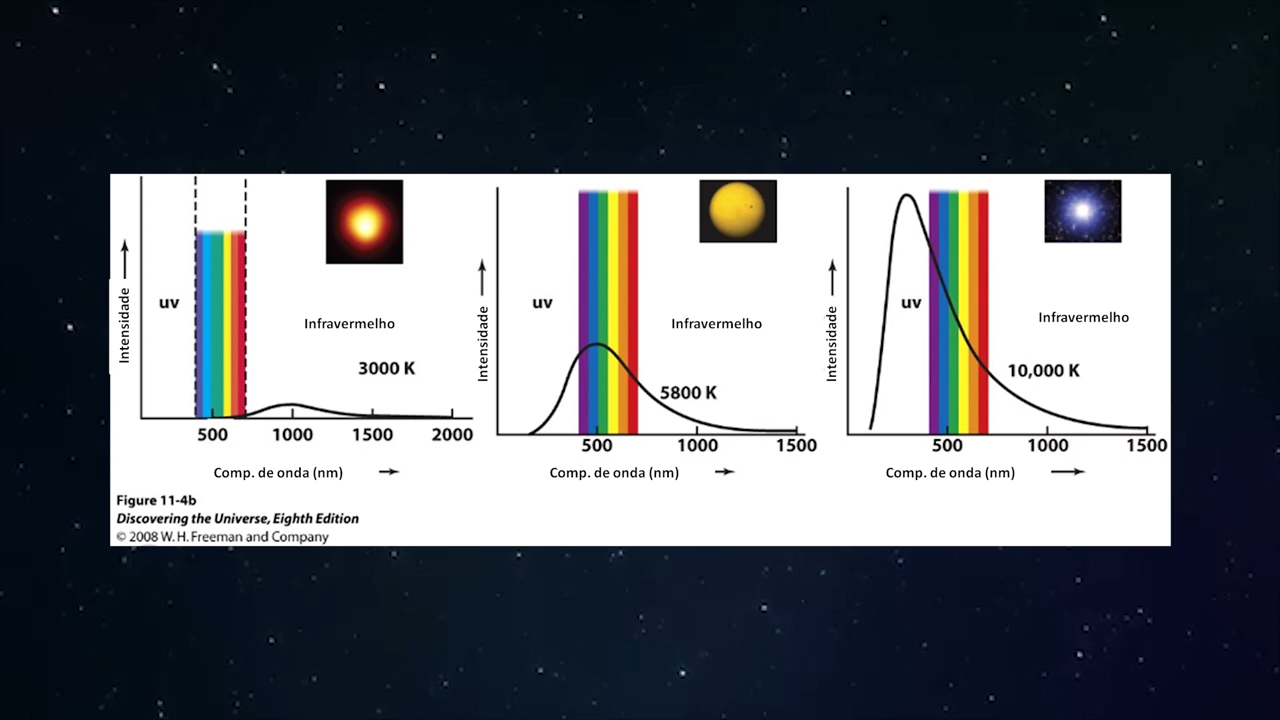 Intensidade
uv
Infravermelho
3000 K
500 1000 1500 2000
Comp. de onda (nm)
Intensidade
uv
Infravermelho
5800 K
500 1000 1500
Comp. de onda (nm)
Intensidade
uv
Infravermelho
10,000 K
500 1000 1500
Comp. de onda (nm)
Figure 11-4b
Discovering the Universe, Eighth Edition
© 2008 W. H. Freeman and Company